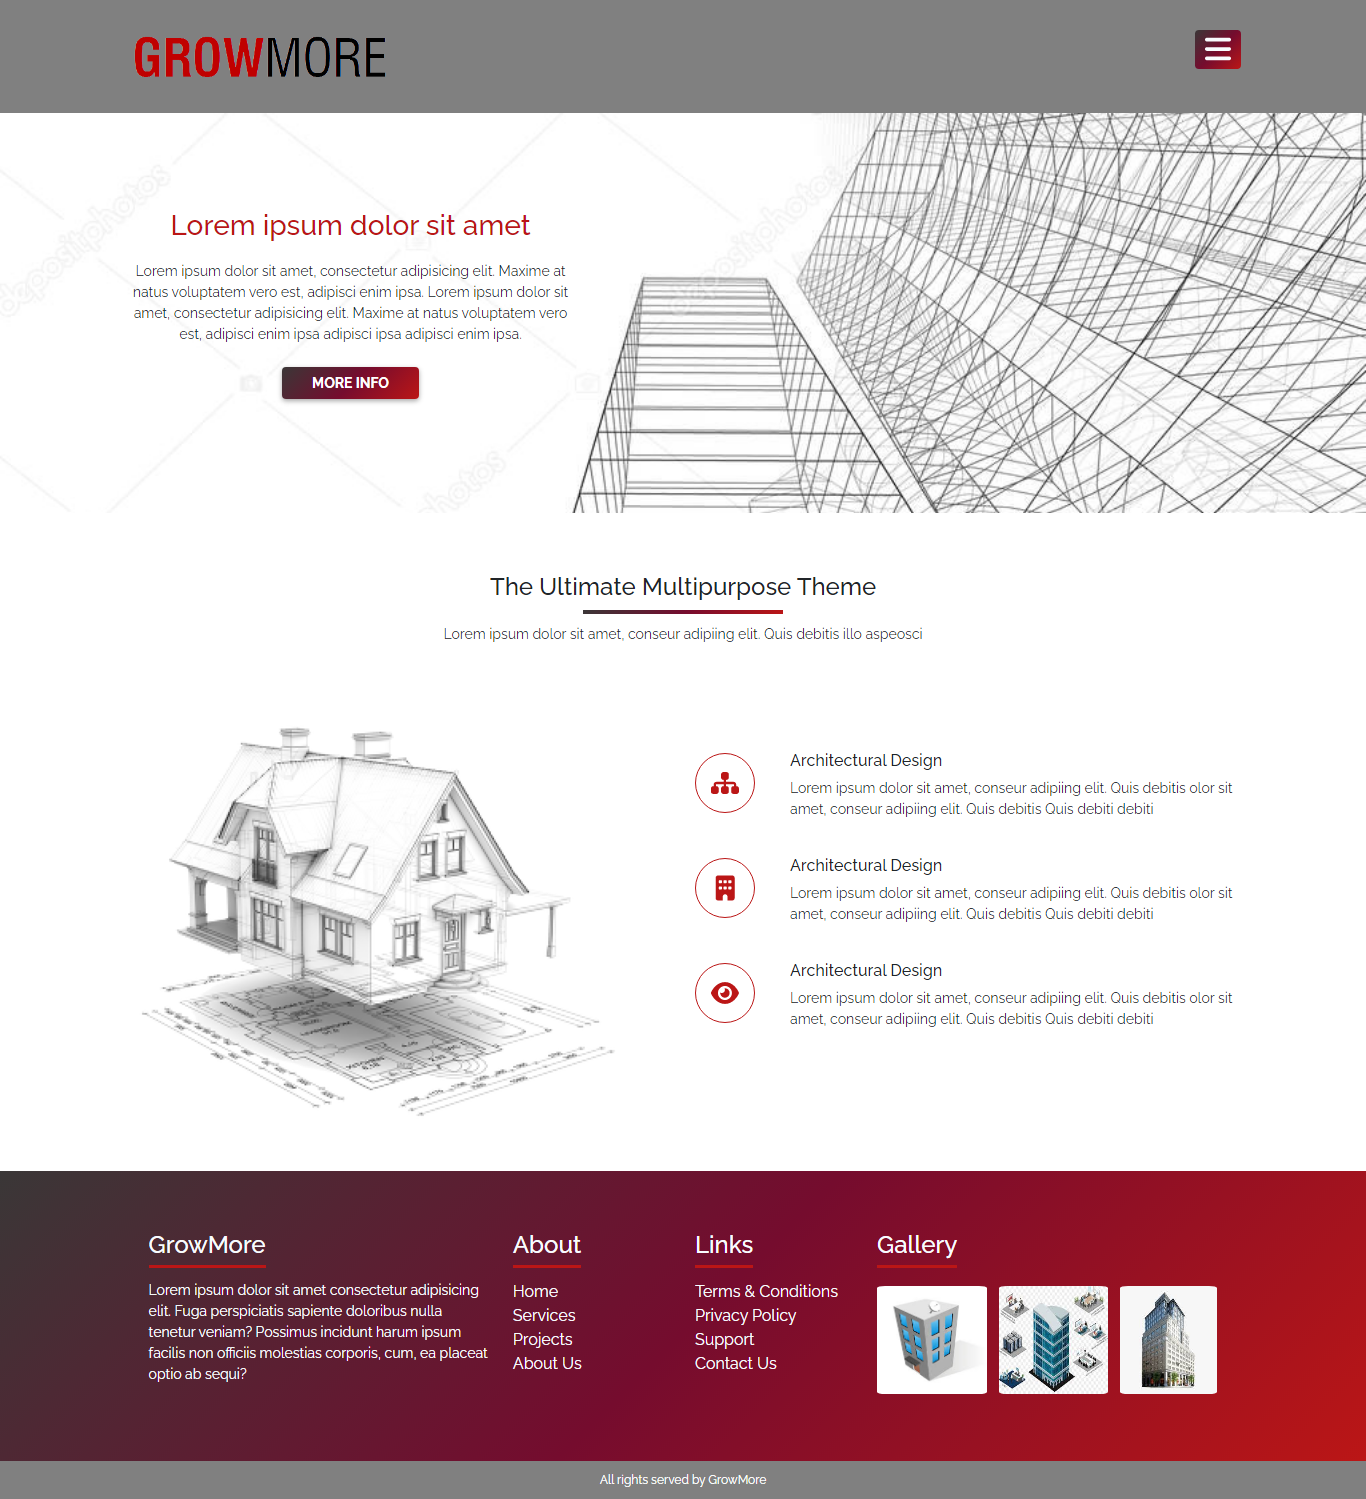 GROWMORE
depositphotos
depositphotos
Lorem ipsum dolor sit amet
Lorem ipsum dolor sit amet, consectetur adipisicing elit. Maxime at
natus voluptatem vero est, adipisci enim ipsa. Lorem ipsum dolor sit
amet, consectetur adipisicing elit. Maxime at natus voluptatem vero
est, adipisci enim ipsa adipisci ipsa adipisci enim ipsa.
MORE INFO
photos
The Ultimate Multipurpose Theme
Lorem ipsum dolor sit amet, conseur adipiing elit. Quis debitis illo aspeosci
Architectural Design
Lorem ipsum dolor sit amet, conseur adipiing elit. Quis debitis olor sit
amet, conseur adipiing elit. Quis debitis Quis debiti debiti
Architectural Design
Lorem ipsum dolor sit amet, conseur adipiing elit. Quis debitis olor sit
amet, conseur adipiing elit. Quis debitis Quis debiti debiti
Architectural Design
Lorem ipsum dolor sit amet, conseur adipiing elit. Quis debitis olor sit
amet, conseur adipiing elit. Quis debitis Quis debiti debiti
KITCHEN
GrowMore
Lorem ipsum dolor sit amet consectetur adipisicing
elit. Fuga perspiciatis sapiente doloribus nulla
tenetur veniam? Possimus incidunt harum ipsum
facilis non officiis molestias corporis, cum, ea placeat
optio ab sequi?
About
Home
Services
Projects
About Us
Links
Terms & Conditions
Privacy Policy
Support
Contact Us
Gallery
All rights served by GrowMore